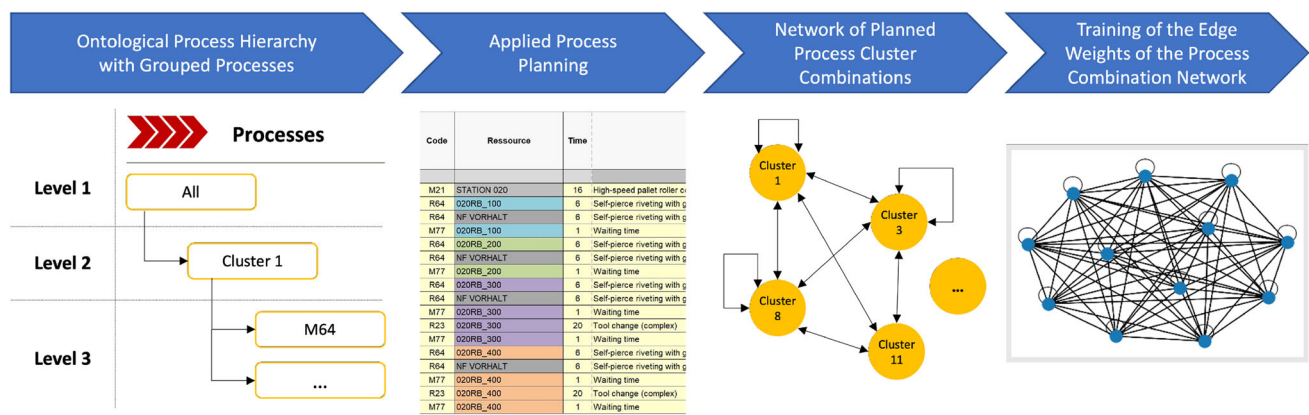 Ontological Process Hierarchy
with Grouped Processes
Applied Process
Planning
Network of Planned
Process Cluster
Combinations
Training of the Edge
Weights of the Process
Combination Network
Processes
Level 1
All
Level 2
Cluster 1
Level 3
M64
...
Code Ressource Time
M21 STATION 020 16 High-speed pallet roller c
R64 020RB_100 6 Self-pierce riveting with g
R64 NF VORHALT 6 Self-pierce riveting with g
M77 020RB_100 1 Waiting time
R64 020RB_200 6 Self-pierce riveting with g
R64 NF VORHALT 6 Self-pierce riveting with g
M77 020RB_200 1 Waiting time
R64 020RB_300 6 Self-pierce riveting with g
R64 NF VORHALT 6 Self-pierce riveting with g
M77 020RB_300 1 Waiting time
R23 020RB_300 20 Tool change (complex)
M77 020RB_300 1 Waiting time
R64 020RB_400 6 Self-pierce riveting with g
R64 NF VORHALT 6 Self-pierce riveting with g
M77 020RB_400 1 Waiting time
R23 020RB_400 20 Tool change (complex)
M77 020RB_400 1 Waiting time
Cluster
1
Cluster
3
Cluster
8
...
Cluster
11